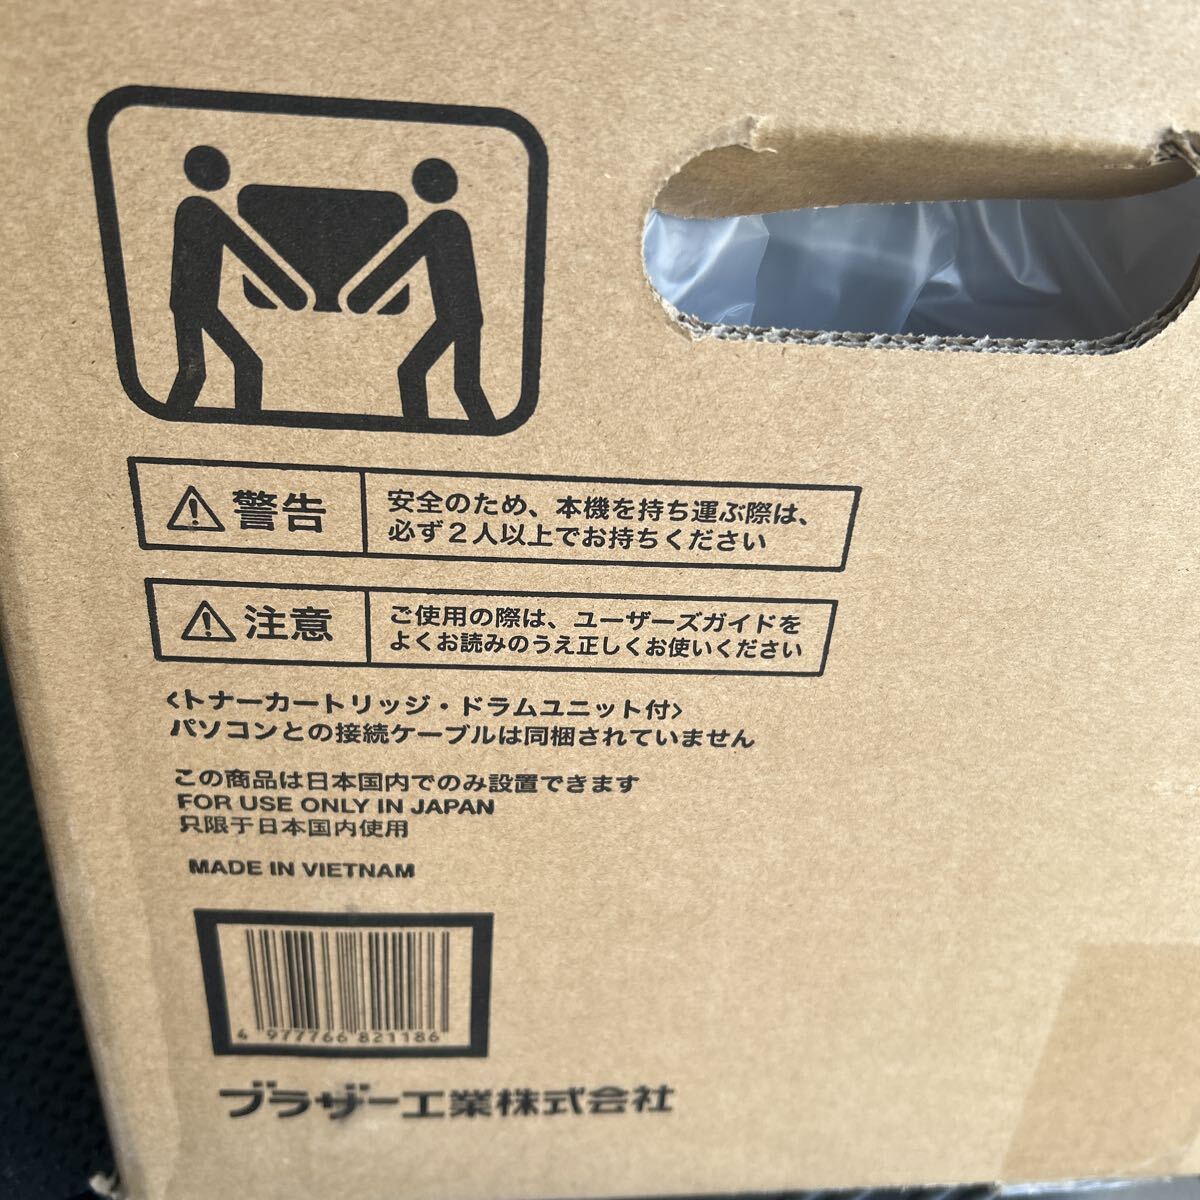 警告
安全のため、本機を持ち運ぶ際は、
必ず2人以上でお持ちください
注意
ご使用の際は、ユーザーズガイドを
よくお読みのうえ正しくお使いください
<トナーカートリッジ・ドラムユニット付>
パソコンとの接続ケーブルは同梱されていません
この商品は日本国内でのみ設置できます
FOR USE ONLY IN JAPAN
只限于日本国内使用
MADE IN VIETNAM
4 977766 821186
ブラザー工業株式会社